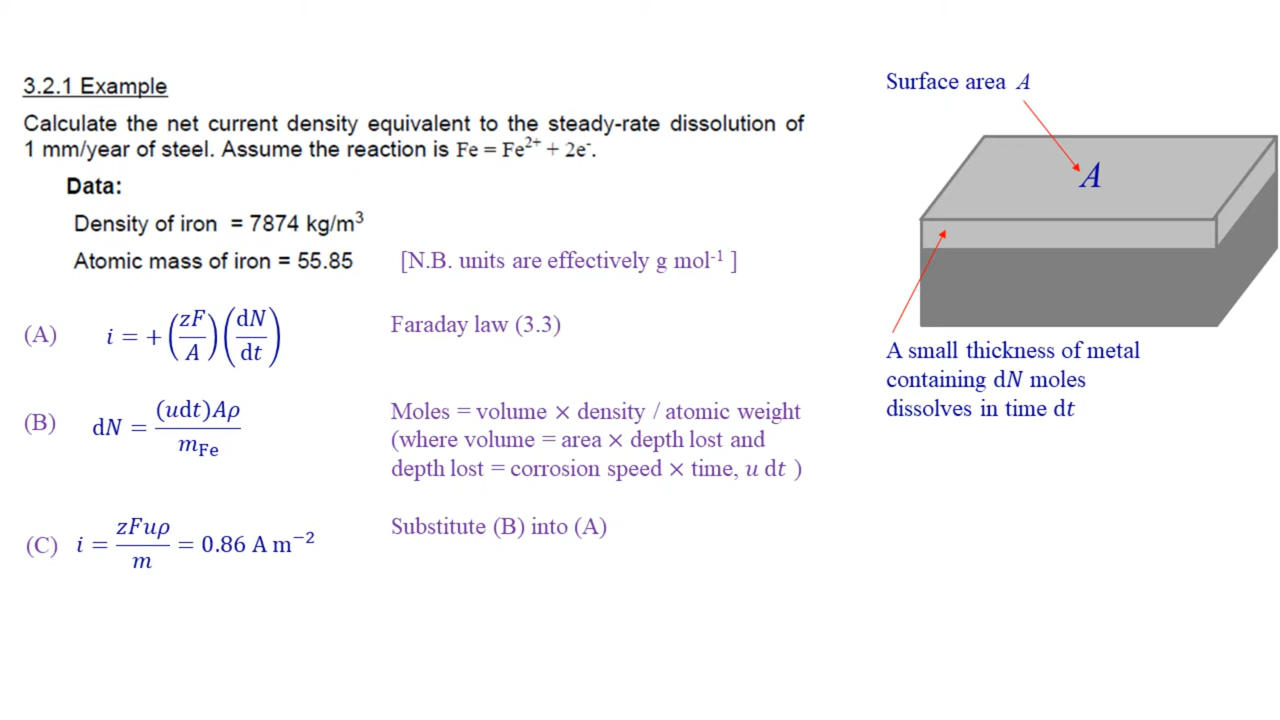 3.2.1 Example
Calculate the net current density equivalent to the steady-rate dissolution of
1 mm/year of steel. Assume the reaction is Fe = Fe²⁺ + 2e⁻.
Data:
Density of iron = 7874 kg/m³
Atomic mass of iron = 55.85 [N.B. units are effectively g mol⁻¹ ]
(A) i = +(zF/A)(dN/dt) Faraday law (3.3)
(B) dN = (udt)Aρ/m_Fe Moles = volume × density / atomic weight
(where volume = area × depth lost and
depth lost = corrosion speed × time, u dt )
(C) i = zFuρ/m = 0.86 A m⁻² Substitute (B) into (A)
Surface area A
A
A small thickness of metal
containing dN moles
dissolves in time dt